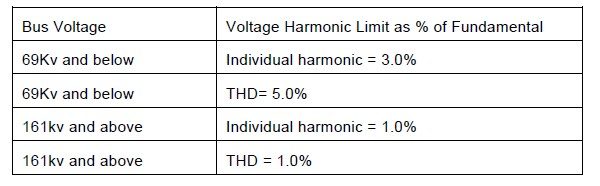 Bus Voltage Voltage Harmonic Limit as % of Fundamental
69Kv and below Individual harmonic = 3.0%
69Kv and below THD= 5.0%
161kv and above Individual harmonic = 1.0%
161kv and above THD = 1.0%